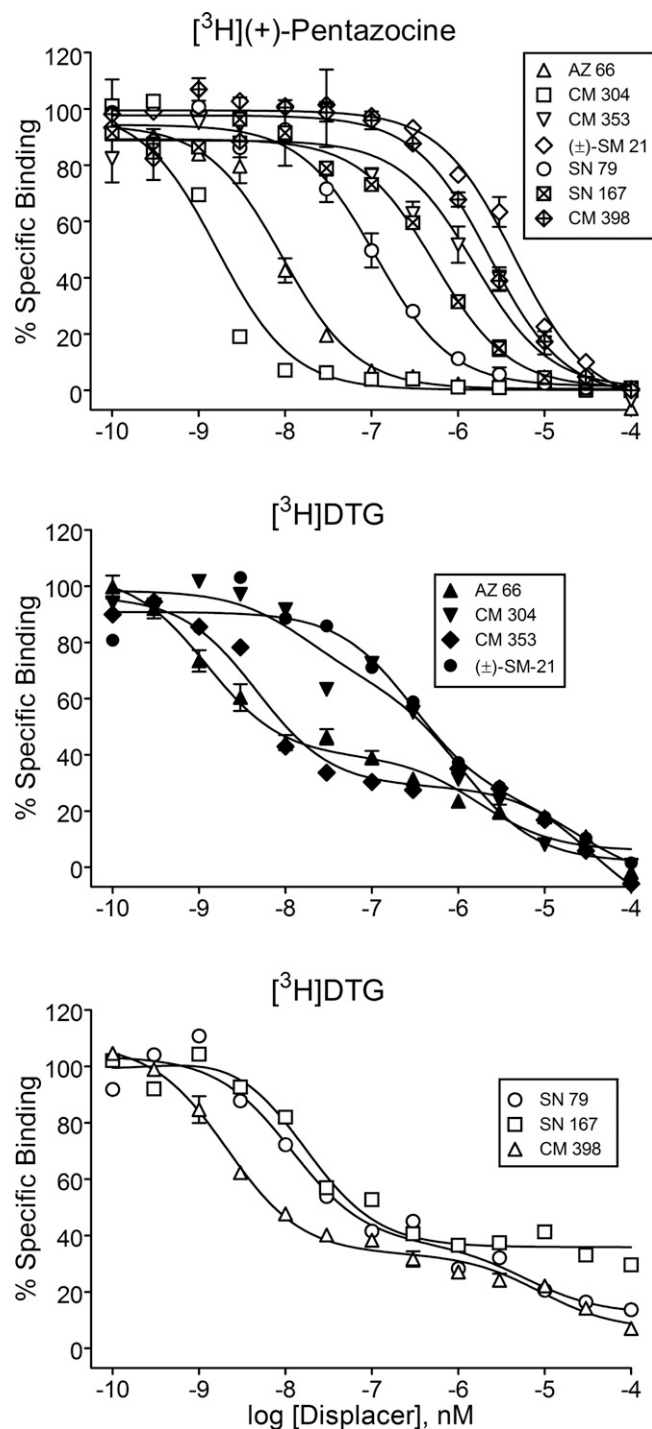 [³H](+)-Pentazocine
% Specific Binding
120
100
80
60
40
20
0
-10 -9 -8 -7 -6 -5 -4
AZ 66
CM 304
CM 353
(±)-SM 21
SN 79
SN 167
CM 398
[³H]DTG
% Specific Binding
120
100
80
60
40
20
0
-10 -9 -8 -7 -6 -5 -4
AZ 66
CM 304
CM 353
(±)-SM-21
[³H]DTG
% Specific Binding
120
100
80
60
40
20
0
-10 -9 -8 -7 -6 -5 -4
SN 79
SN 167
CM 398
log [Displacer], nM